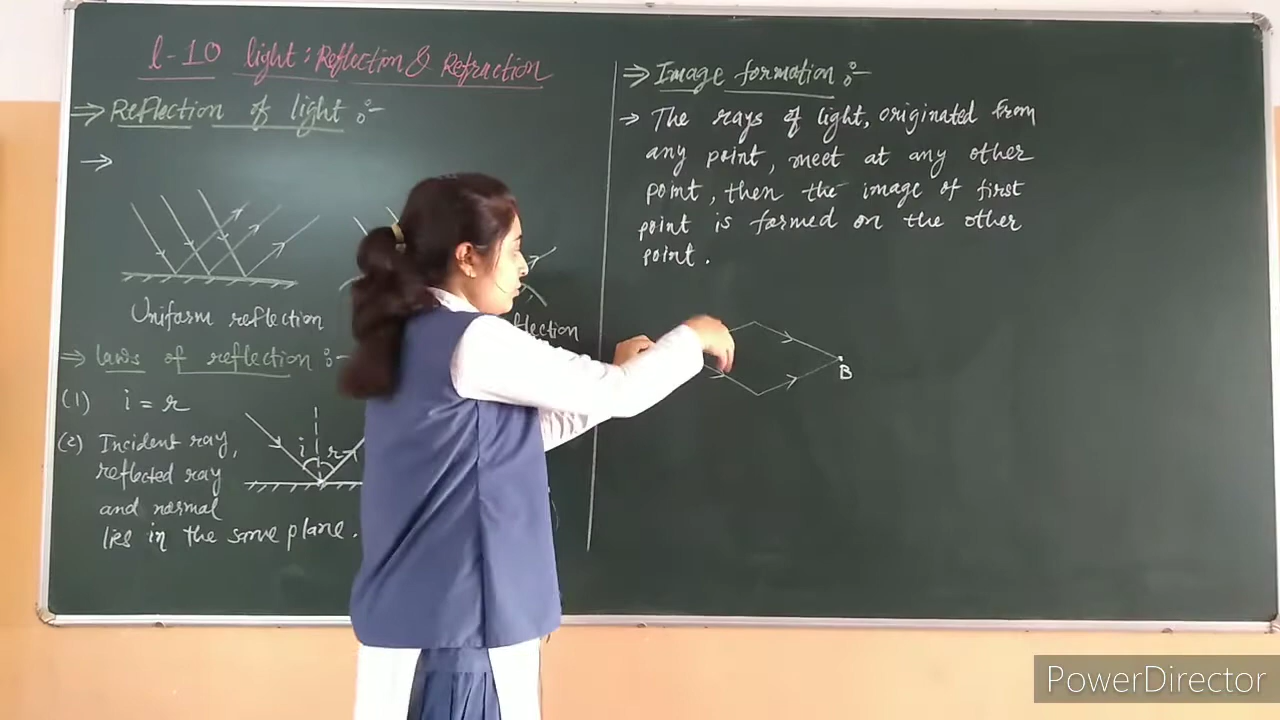 l-10 light : Reflection & Refraction
⇒ Reflection of light :-
→
Uniform reflection
flection
⇒ laws of reflection :-
(1) i = r
(2) Incident ray,
reflected ray
and normal
lies in the same plane.
i r
⇒ Image formation :-
→ The rays of light, originated from
any point, meet at any other
point, then the image of first
point is formed on the other
point.
B
PowerDirector